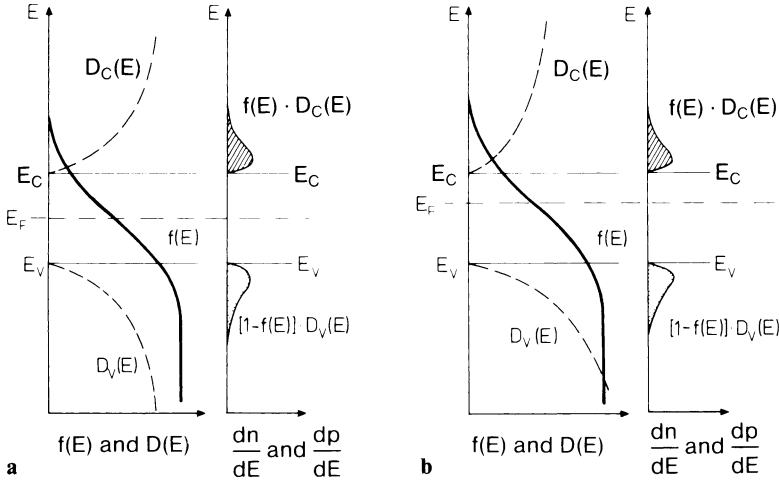 E
E
D_C(E)
f(E) · D_C(E)
E_C
E_C
E_F
f(E)
E_V
E_V
[1-f(E)] · D_V(E)
D_V(E)
f(E) and D(E)
dn/dE and dp/dE
a
E
E
D_C(E)
f(E) · D_C(E)
E_C
E_C
E_F
f(E)
E_V
E_V
[1-f(E)] · D_V(E)
D_V(E)
f(E) and D(E)
dn/dE and dp/dE
b